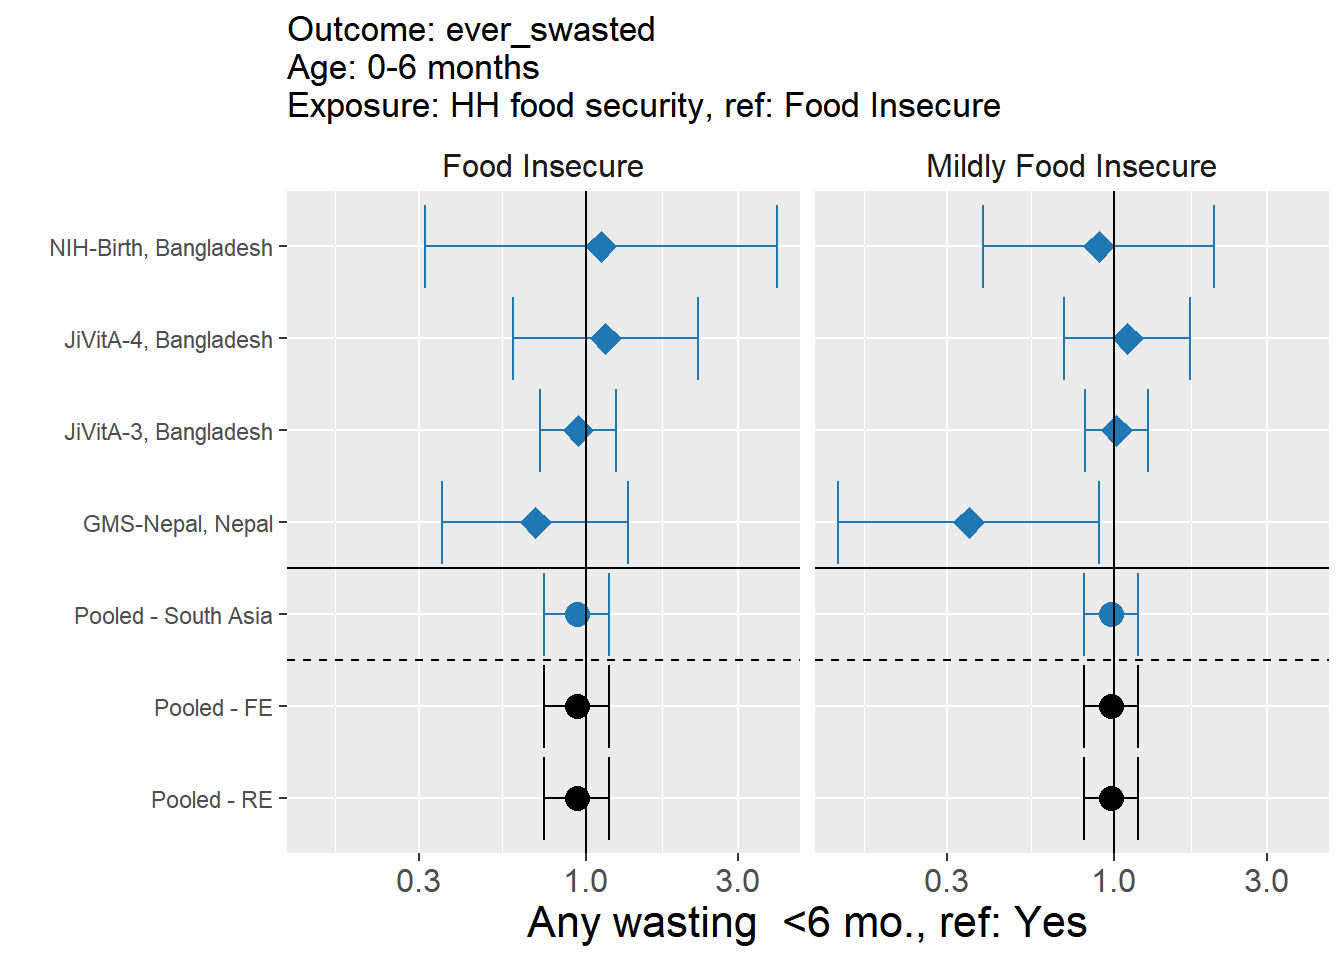 Outcome: ever_swasted
Age: 0-6 months
Exposure: HH food security, ref: Food Insecure
Food Insecure
Mildly Food Insecure
NIH-Birth, Bangladesh
JiVitA-4, Bangladesh
JiVitA-3, Bangladesh
GMS-Nepal, Nepal
Pooled - South Asia
Pooled - FE
Pooled - RE
0.3 1.0 3.0
0.3 1.0 3.0
Any wasting  <6 mo., ref: Yes